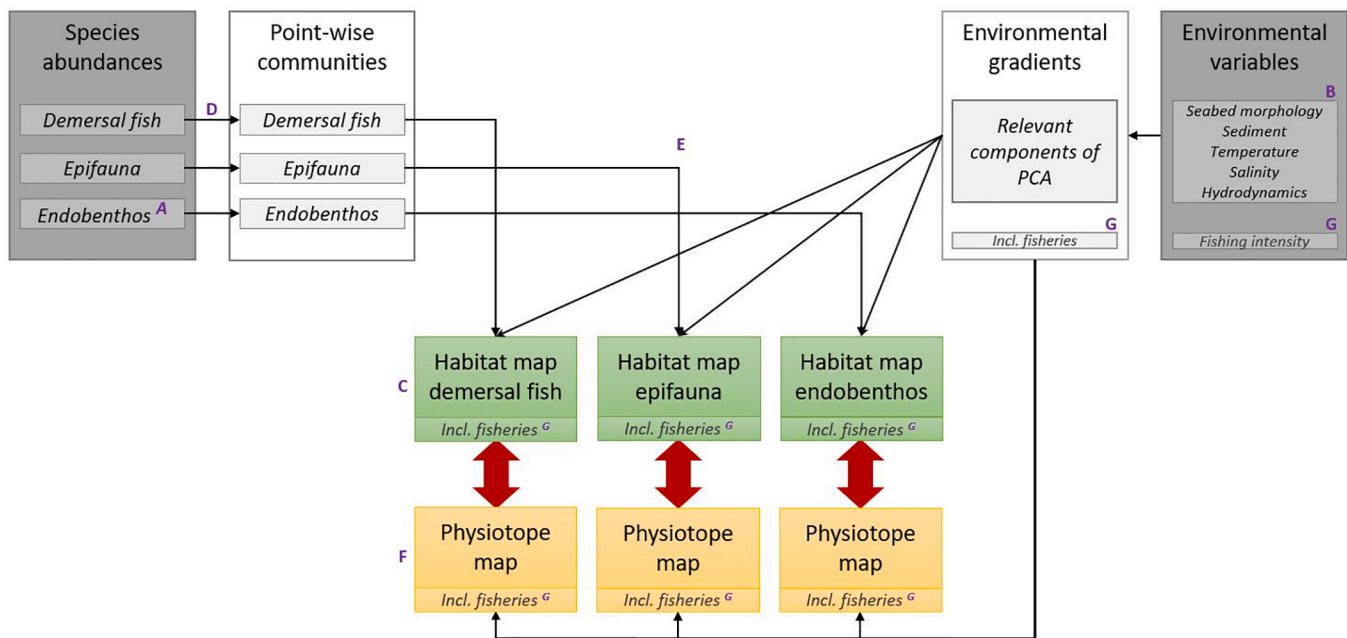 Species
abundances
D
Demersal fish
Epifauna
Endobenthos A
Point-wise
communities
Demersal fish
Epifauna
Endobenthos
E
Environmental
gradients
Relevant
components of
PCA
G
Incl. fisheries
Environmental
variables
B
Seabed morphology
Sediment
Temperature
Salinity
Hydrodynamics
G
Fishing intensity
C
Habitat map
demersal fish
Incl. fisheries G
Habitat map
epifauna
Incl. fisheries G
Habitat map
endobenthos
Incl. fisheries G
F
Physiotope
map
Incl. fisheries G
Physiotope
map
Incl. fisheries G
Physiotope
map
Incl. fisheries G